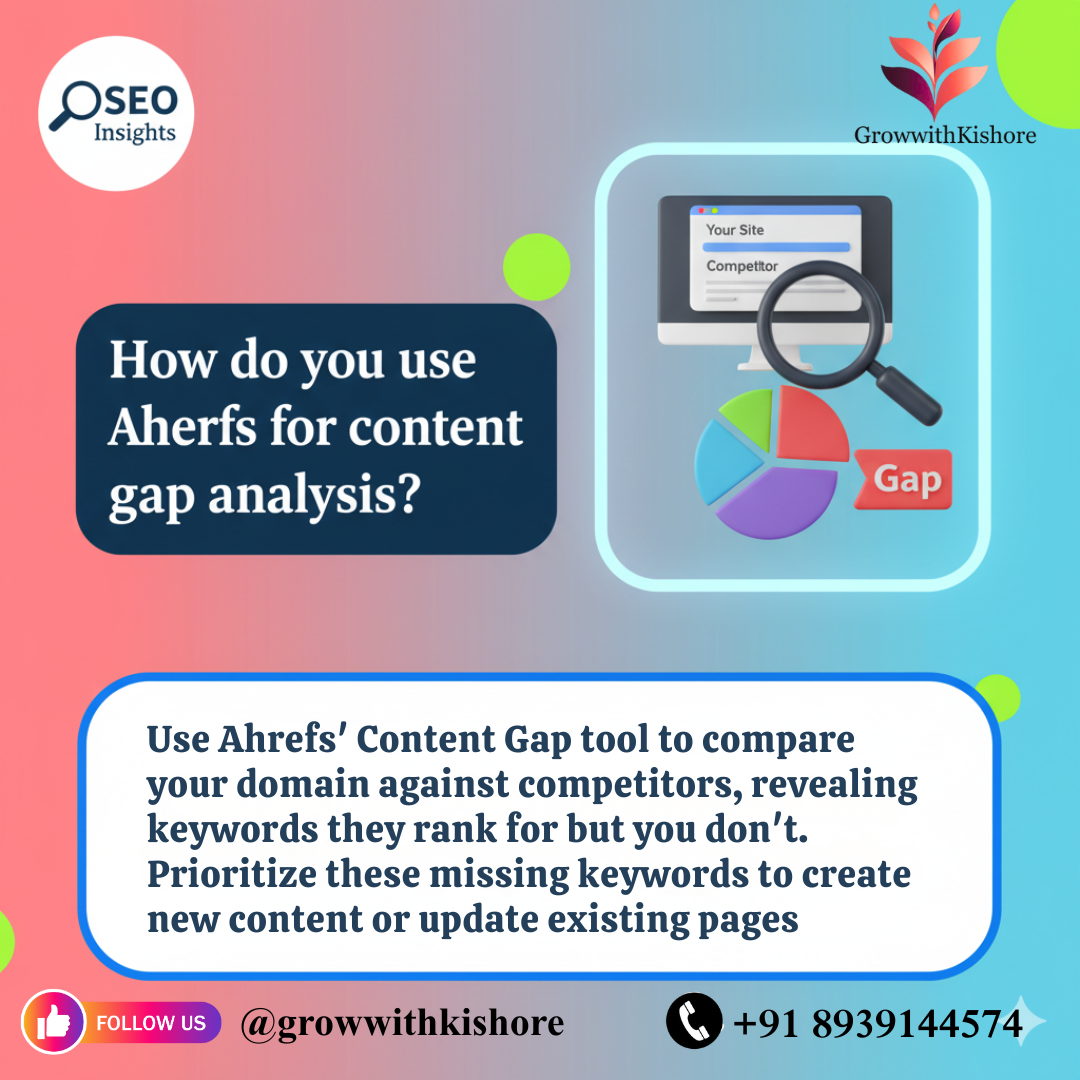 SEO
Insights
GrowwithKishore
Your Site
Competitor
How do you use
Aherfs for content
gap analysis?
Gap
Use Ahrefs' Content Gap tool to compare
your domain against competitors, revealing
keywords they rank for but you don't.
Prioritize these missing keywords to create
new content or update existing pages
FOLLOW US
@growwithkishore
+91 8939144574